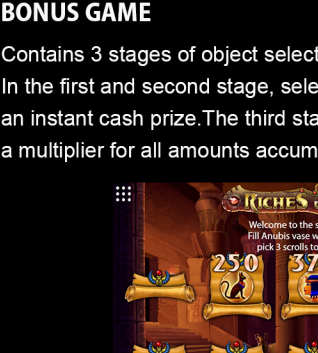 BONUS GAME
Contains 3 stages of object select
In the first and second stage, sele
an instant cash prize.The third sta
a multiplier for all amounts accum
RICHES
Welcome to the s
Fill Anubis vase w
pick 3 scrolls to
250 37